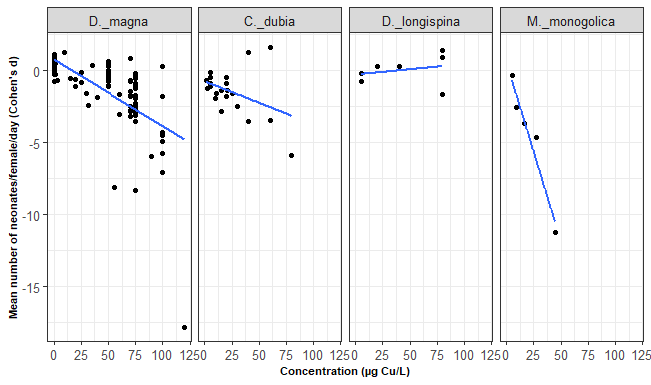 D._magna C._dubia D._longispina M._monogolica
Mean number of neonates/female/day (Cohen's d)
0
-5
-10
-15
0 25 50 75 100 125 0 25 50 75 100 125 0 25 50 75 100 125 0 25 50 75 100 125
Concentration (µg Cu/L)